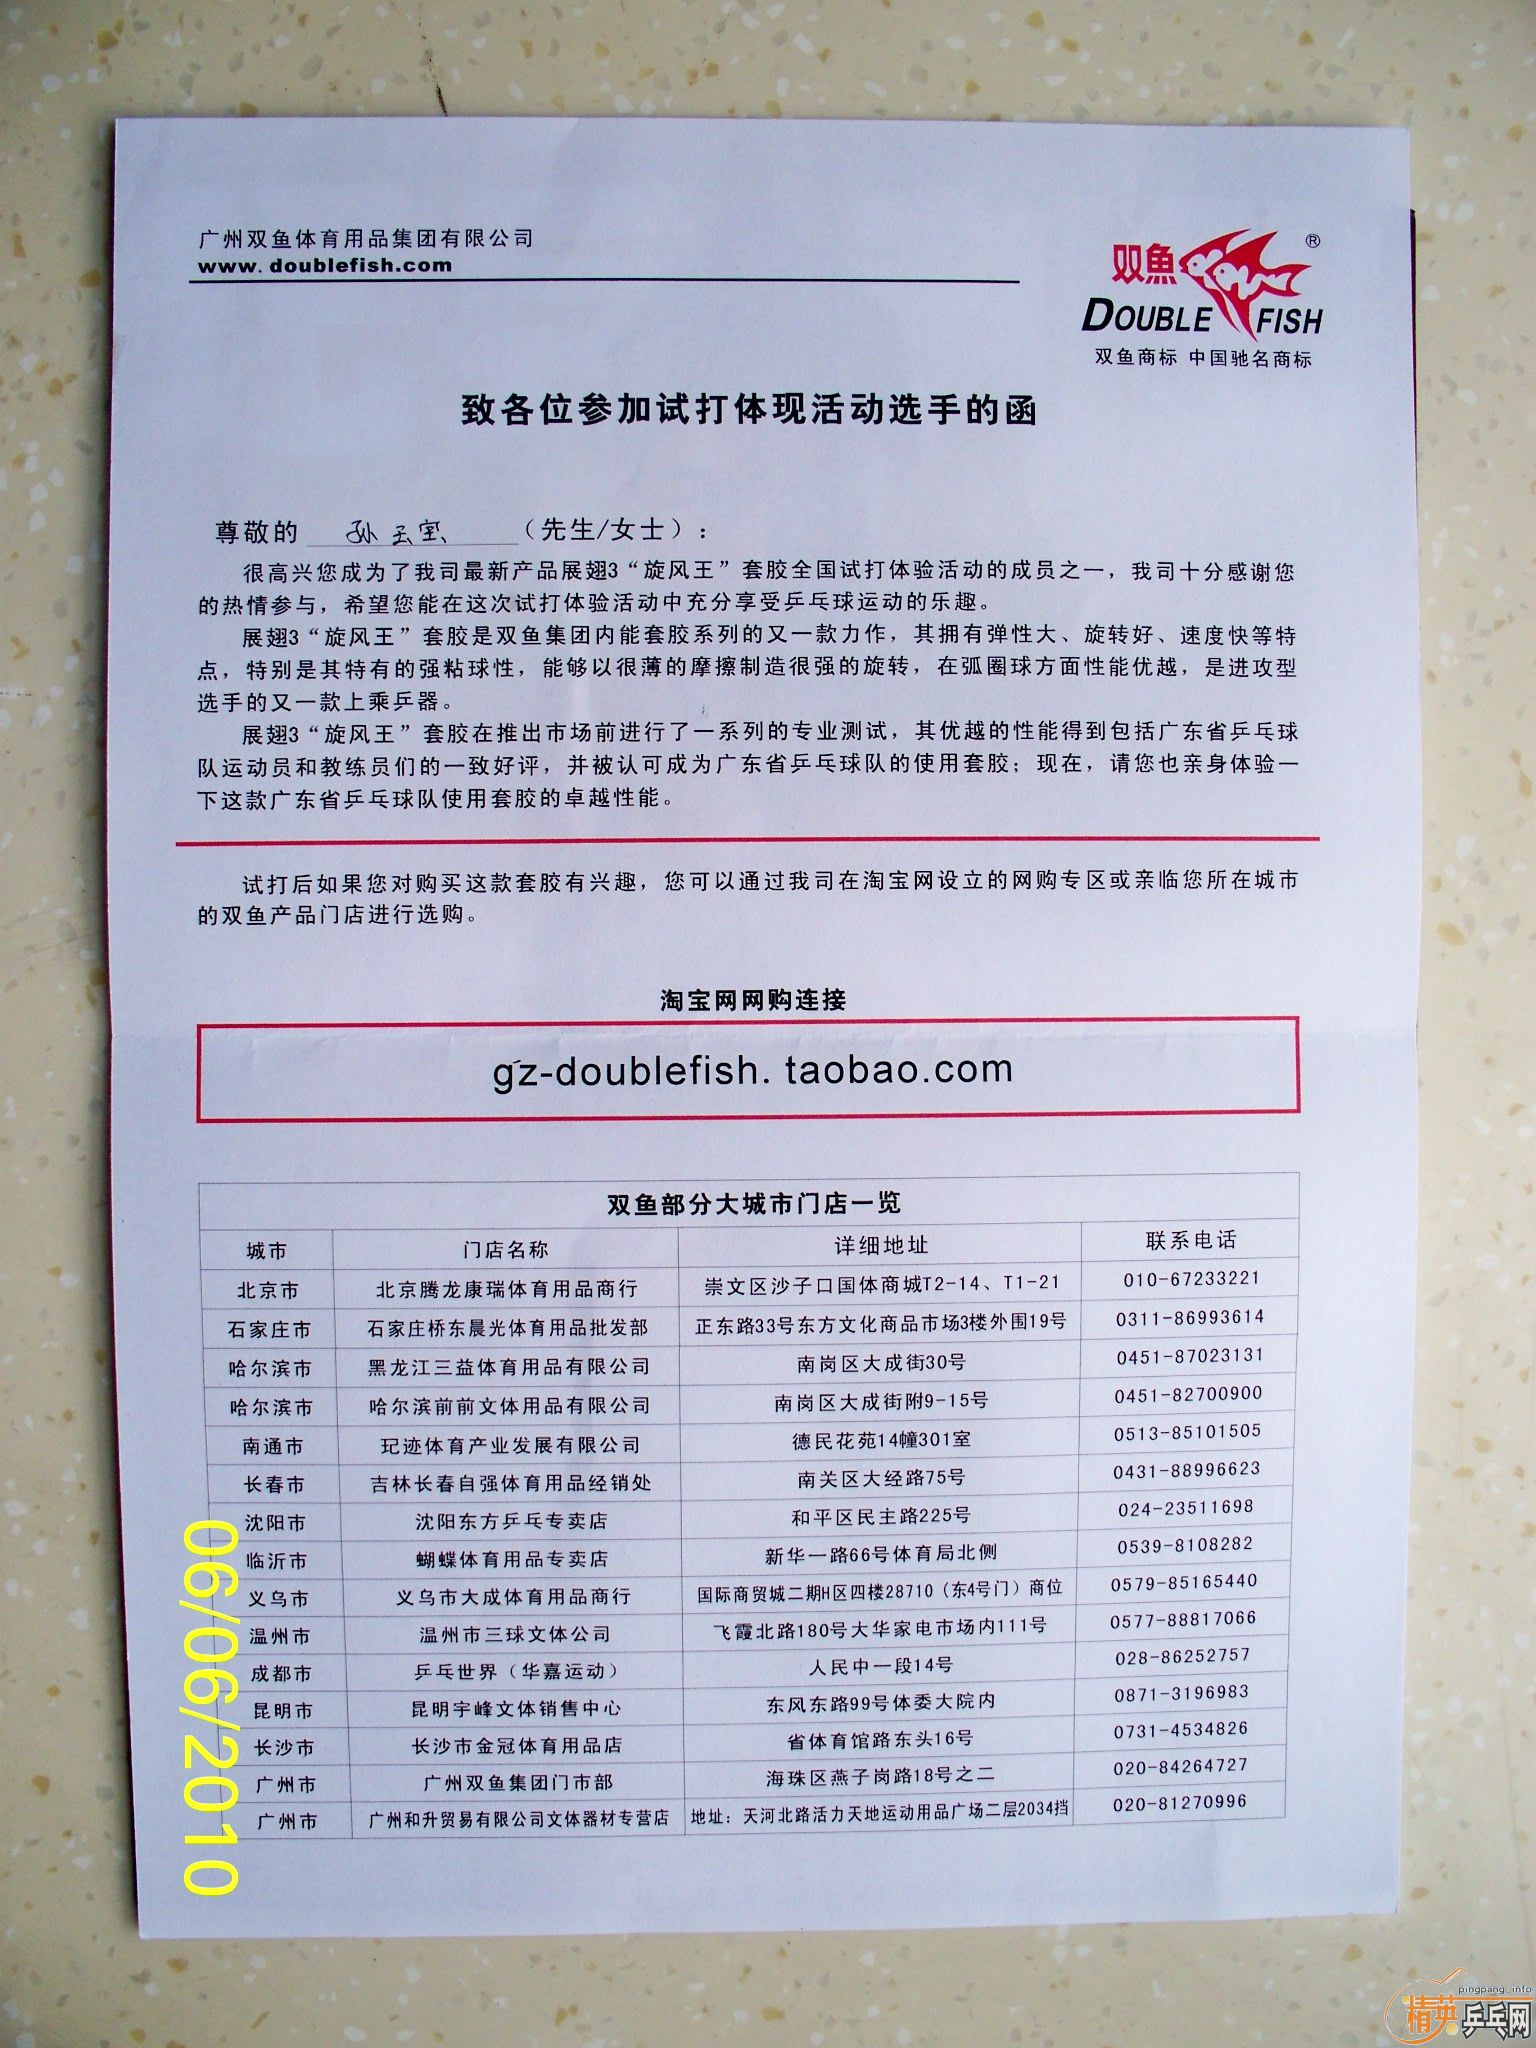 广州双鱼体育用品集团有限公司
www.doublefish.com
双魚
®
DOUBLE FISH
双鱼商标 中国驰名商标
致各位参加试打体现活动选手的函
尊敬的 孙玉宝 （先生/女士）：
很高兴您成为了我司最新产品展翅3“旋风王”套胶全国试打体验活动的成员之一，我司十分感谢您
的热情参与，希望您能在这次试打体验活动中充分享受乒乓球运动的乐趣。
展翅3“旋风王”套胶是双鱼集团内能套胶系列的又一款力作，其拥有弹性大、旋转好、速度快等特
点，特别是其特有的强粘球性，能够以很薄的摩擦制造很强的旋转，在弧圈球方面性能优越，是进攻型
选手的又一款上乘乒器。
展翅3“旋风王”套胶在推出市场前进行了一系列的专业测试，其优越的性能得到包括广东省乒乓球
队运动员和教练员们的一致好评，并被认可成为广东省乒乓球队的使用套胶；现在，请您也亲身体验一
下这款广东省乒乓球队使用套胶的卓越性能。
试打后如果您对购买这款套胶有兴趣，您可以通过我司在淘宝网设立的网购专区或亲临您所在城市
的双鱼产品门店进行选购。
淘宝网网购连接
gz-doublefish. taobao.com
双鱼部分大城市门店一览
城市 门店名称 详细地址 联系电话
北京市 北京腾龙康瑞体育用品商行 崇文区沙子口国体商城T2-14、T1-21 010-67233221
石家庄市 石家庄桥东晨光体育用品批发部 正东路33号东方文化商品市场3楼外围19号 0311-86993614
哈尔滨市 黑龙江三益体育用品有限公司 南岗区大成街30号 0451-87023131
哈尔滨市 哈尔滨前前文体用品有限公司 南岗区大成街附9-15号 0451-82700900
南通市 玘迹体育产业发展有限公司 德民花苑14幢301室 0513-85101505
长春市 吉林长春自强体育用品经销处 南关区大经路75号 0431-88996623
沈阳市 沈阳东方乒乓专卖店 和平区民主路225号 024-23511698
临沂市 蝴蝶体育用品专卖店 新华一路66号体育局北侧 0539-8108282
义乌市 义乌市大成体育用品商行 国际商贸城二期H区四楼28710（东4号门）商位 0579-85165440
温州市 温州市三球文体公司 飞霞北路180号大华家电市场内111号 0577-88817066
成都市 乒乓世界（华嘉运动） 人民中一段14号 028-86252757
昆明市 昆明宇峰文体销售中心 东风东路99号体委大院内 0871-3196983
长沙市 长沙市金冠体育用品店 省体育馆路东头16号 0731-4534826
广州市 广州双鱼集团门市部 海珠区燕子岗路18号之二 020-84264727
广州市 广州和升贸易有限公司文体器材专营店 地址：天河北路活力天地运动用品广场二层2034挡 020-81270996
06/06/2010
pingpang_info
精英乒乓网